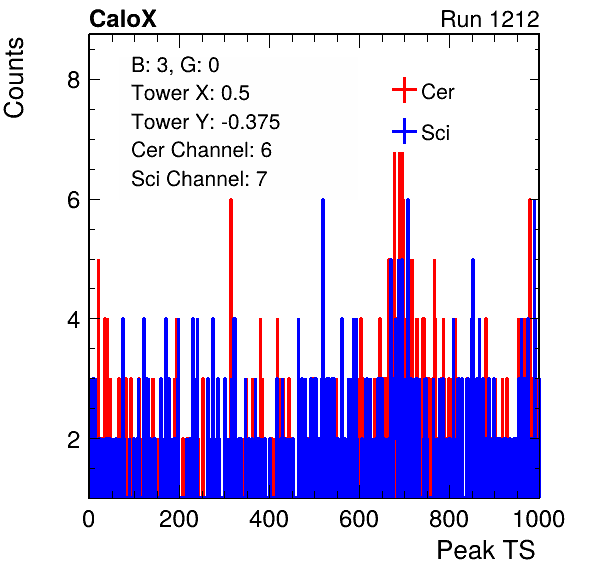 CaloX Run 1212
Counts
B: 3, G: 0
Tower X: 0.5
Tower Y: -0.375
Cer Channel: 6
Sci Channel: 7
Cer
Sci
8
6
4
2
0 200 400 600 800 1000
Peak TS